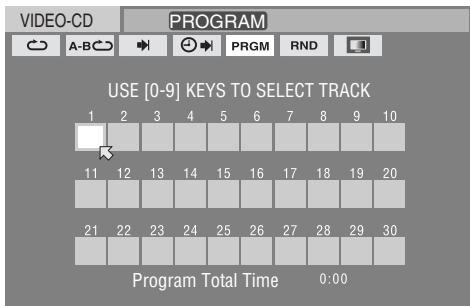 VIDEO-CD PROGRAM
A-B PRGM RND
USE [0-9] KEYS TO SELECT TRACK
1 2 3 4 5 6 7 8 9 10
11 12 13 14 15 16 17 18 19 20
21 22 23 24 25 26 27 28 29 30
Program Total Time 0:00